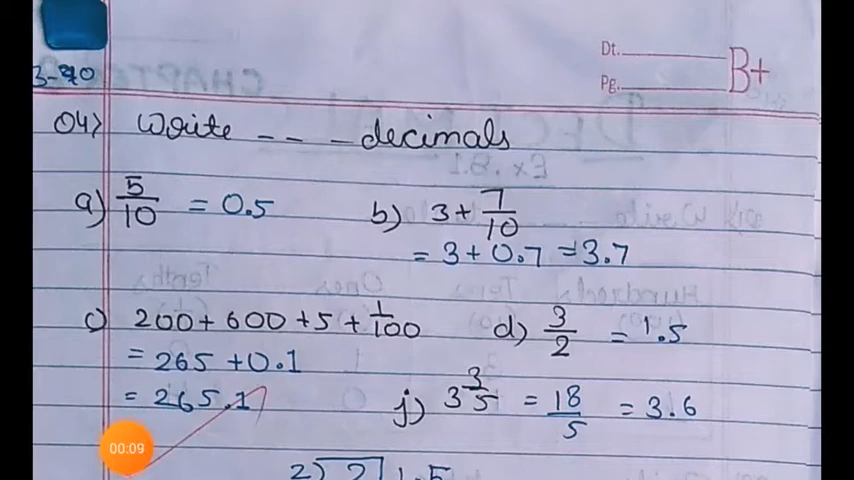 Dt.
Pg.
B+
04> Write - - - decimals
a) 5/10 = 0.5
b) 3 + 7/10
= 3 + 0.7 = 3.7
c) 200 + 600 + 5 + 1/100
= 265 + 0.1
= 265.1
d) 3/2 = 1.5
j) 3 3/5 = 18/5 = 3.6
00:09